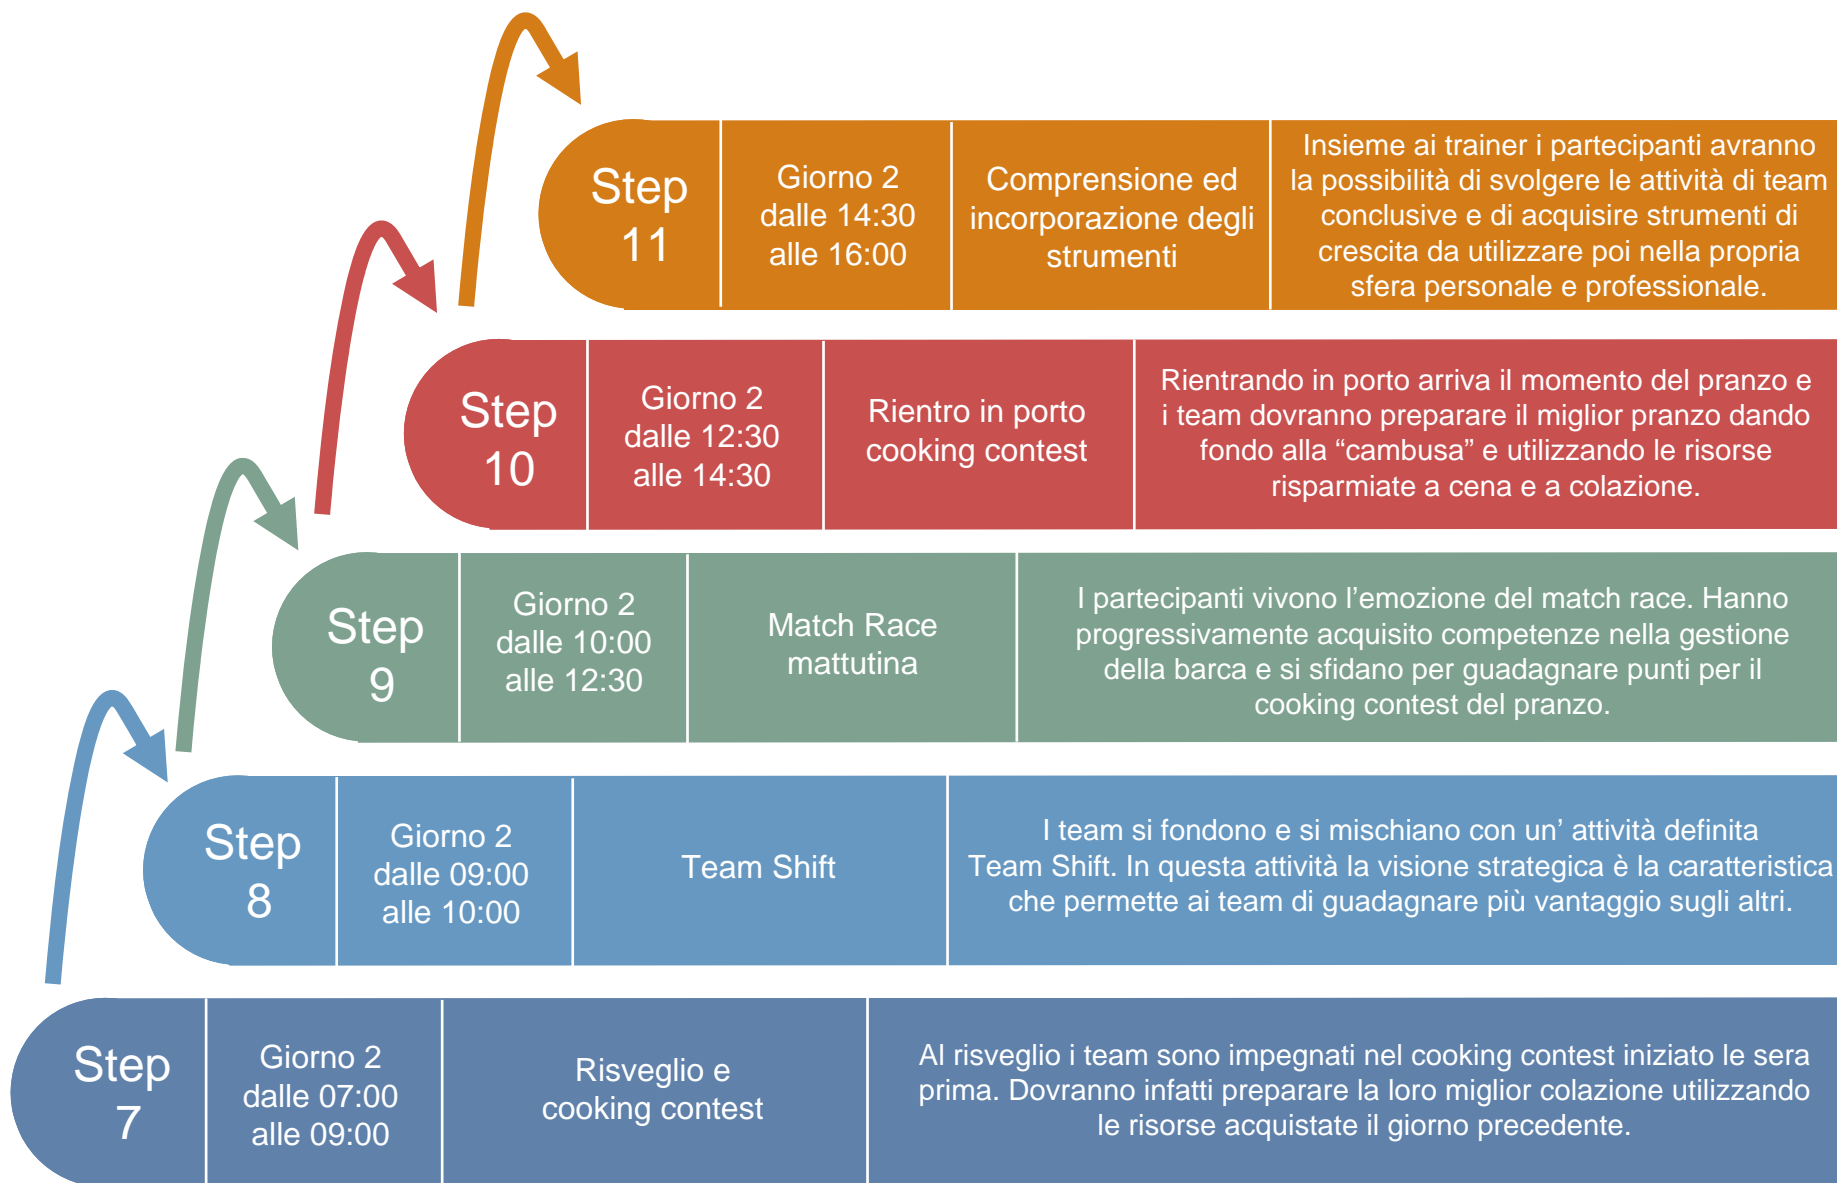 Step
11
Giorno 2
dalle 14:30
alle 16:00
Comprensione ed
incorporazione degli
strumenti
Insieme ai trainer i partecipanti avranno
la possibilità di svolgere le attività di team
conclusive e di acquisire strumenti di
crescita da utilizzare poi nella propria
sfera personale e professionale.
Step
10
Giorno 2
dalle 12:30
alle 14:30
Rientro in porto
cooking contest
Rientrando in porto arriva il momento del pranzo e
i team dovranno preparare il miglior pranzo dando
fondo alla “cambusa” e utilizzando le risorse
risparmiate a cena e a colazione.
Step
9
Giorno 2
dalle 10:00
alle 12:30
Match Race
mattutina
I partecipanti vivono l’emozione del match race. Hanno
progressivamente acquisito competenze nella gestione
della barca e si sfidano per guadagnare punti per il
cooking contest del pranzo.
Step
8
Giorno 2
dalle 09:00
alle 10:00
Team Shift
I team si fondono e si mischiano con un’ attività definita
Team Shift. In questa attività la visione strategica è la caratteristica
che permette ai team di guadagnare più vantaggio sugli altri.
Step
7
Giorno 2
dalle 07:00
alle 09:00
Risveglio e
cooking contest
Al risveglio i team sono impegnati nel cooking contest iniziato le sera
prima. Dovranno infatti preparare la loro miglior colazione utilizzando
le risorse acquistate il giorno precedente.